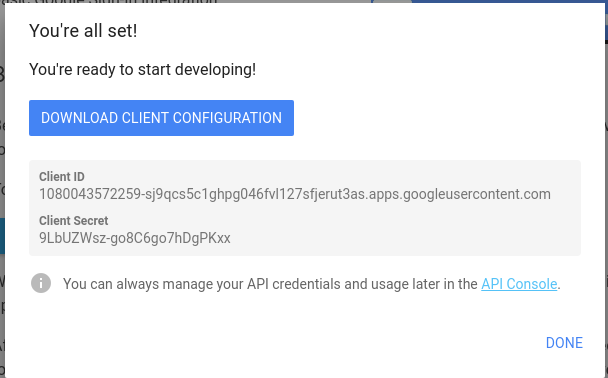 You're all set!
You're ready to start developing!
DOWNLOAD CLIENT CONFIGURATION
Client ID
1080043572259-sj9qcs5c1ghpg046fvl127sfjerut3as.apps.googleusercontent.com
Client Secret
9LbUZWsz-go8C6go7hDgPKxx
You can always manage your API credentials and usage later in the API Console.
DONE